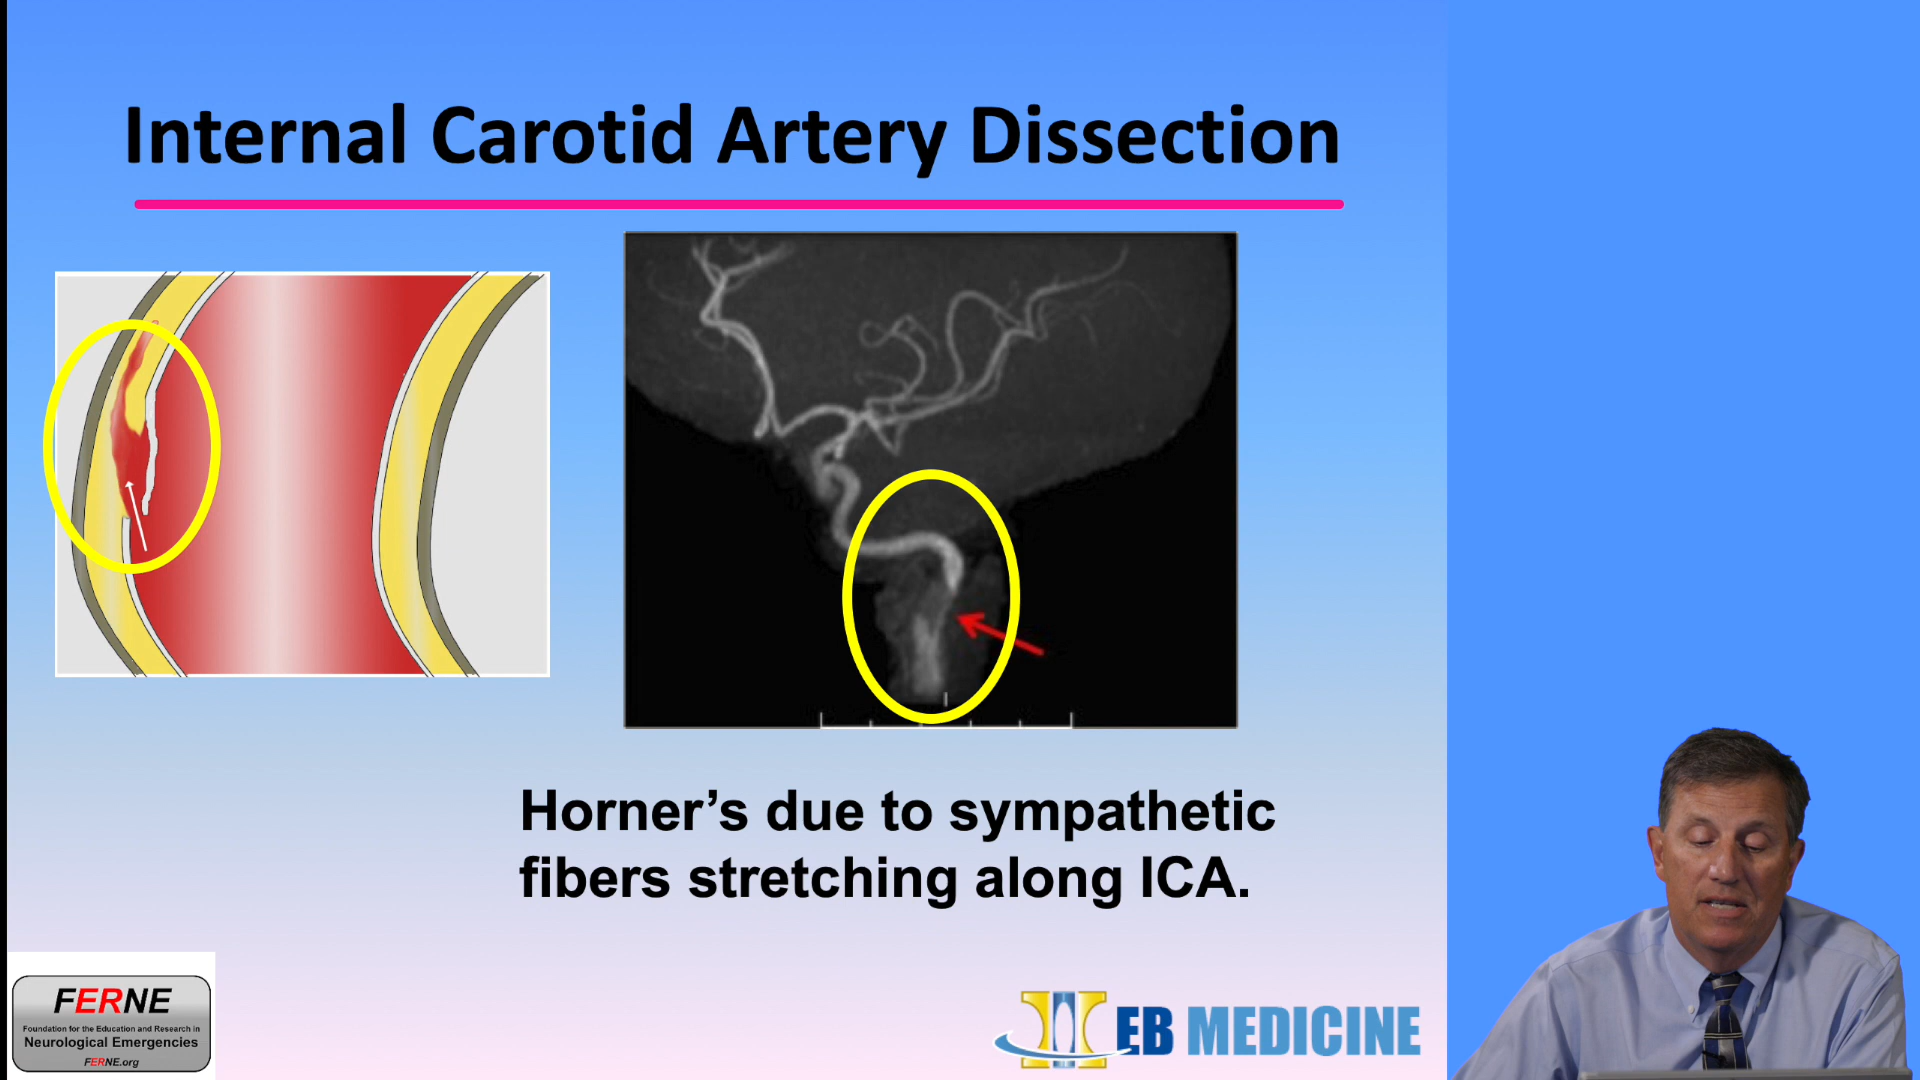 Internal Carotid Artery Dissection
Horner's due to sympathetic
fibers stretching along ICA.
FERNE
Foundation for the Education and Research in
Neurological Emergencies
FERNE.org
EB MEDICINE